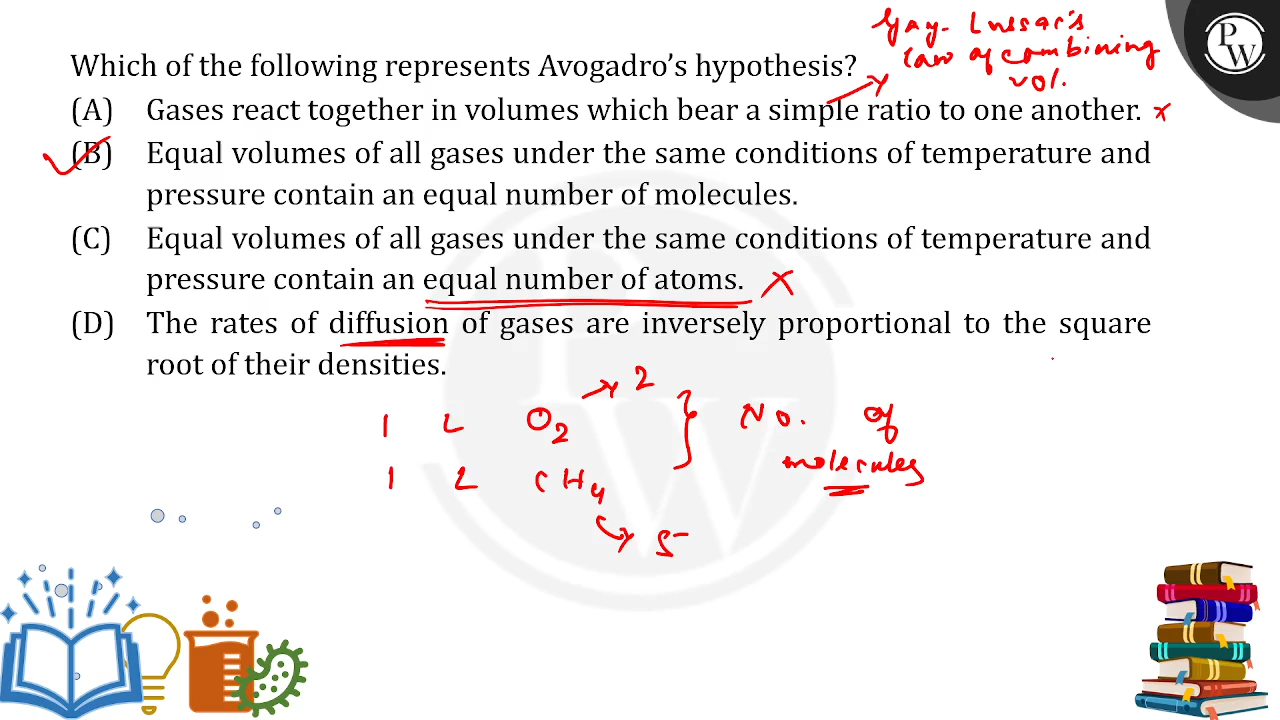 Gay-Lussac's
law of combining
vol.
PW
Which of the following represents Avogadro's hypothesis?
(A) Gases react together in volumes which bear a simple ratio to one another. x
(B) Equal volumes of all gases under the same conditions of temperature and
pressure contain an equal number of molecules.
(C) Equal volumes of all gases under the same conditions of temperature and
pressure contain an equal number of atoms. X
(D) The rates of diffusion of gases are inversely proportional to the square
root of their densities.
1 L O₂ → 2
1 L CH₄ → 5
} No. of
molecules
PW